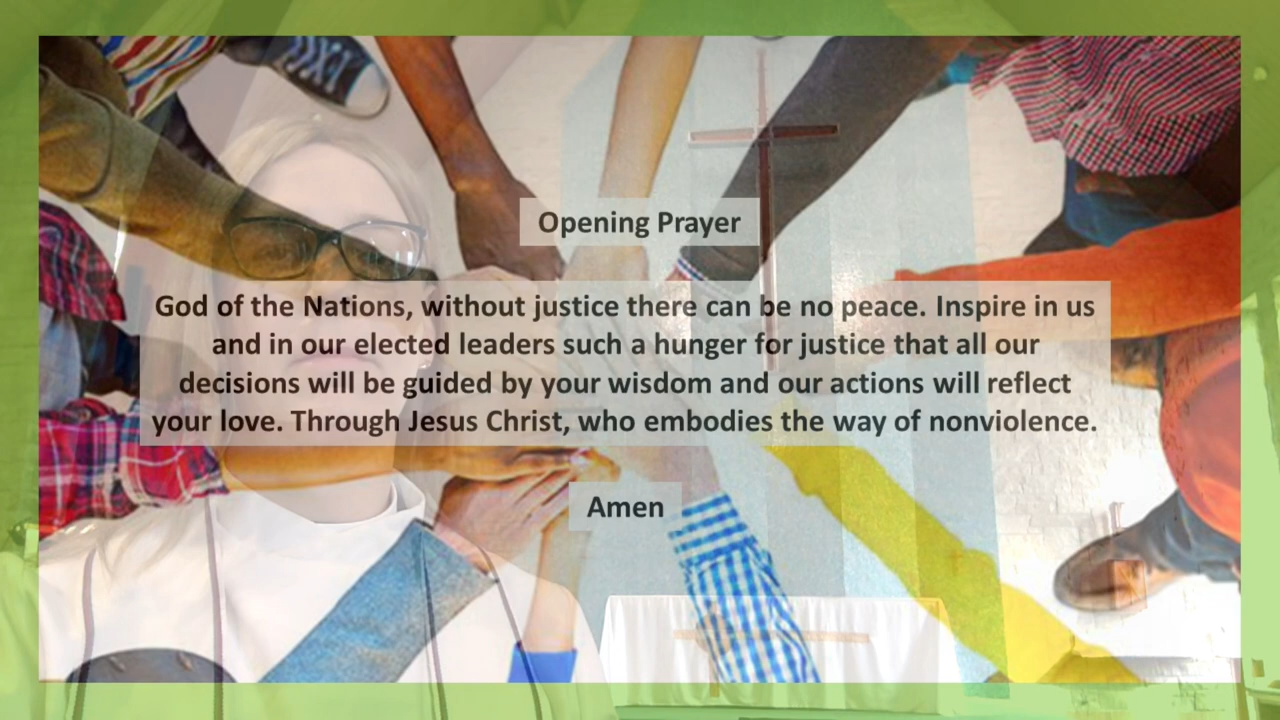 Opening Prayer
God of the Nations, without justice there can be no peace. Inspire in us
and in our elected leaders such a hunger for justice that all our
decisions will be guided by your wisdom and our actions will reflect
your love. Through Jesus Christ, who embodies the way of nonviolence.
Amen